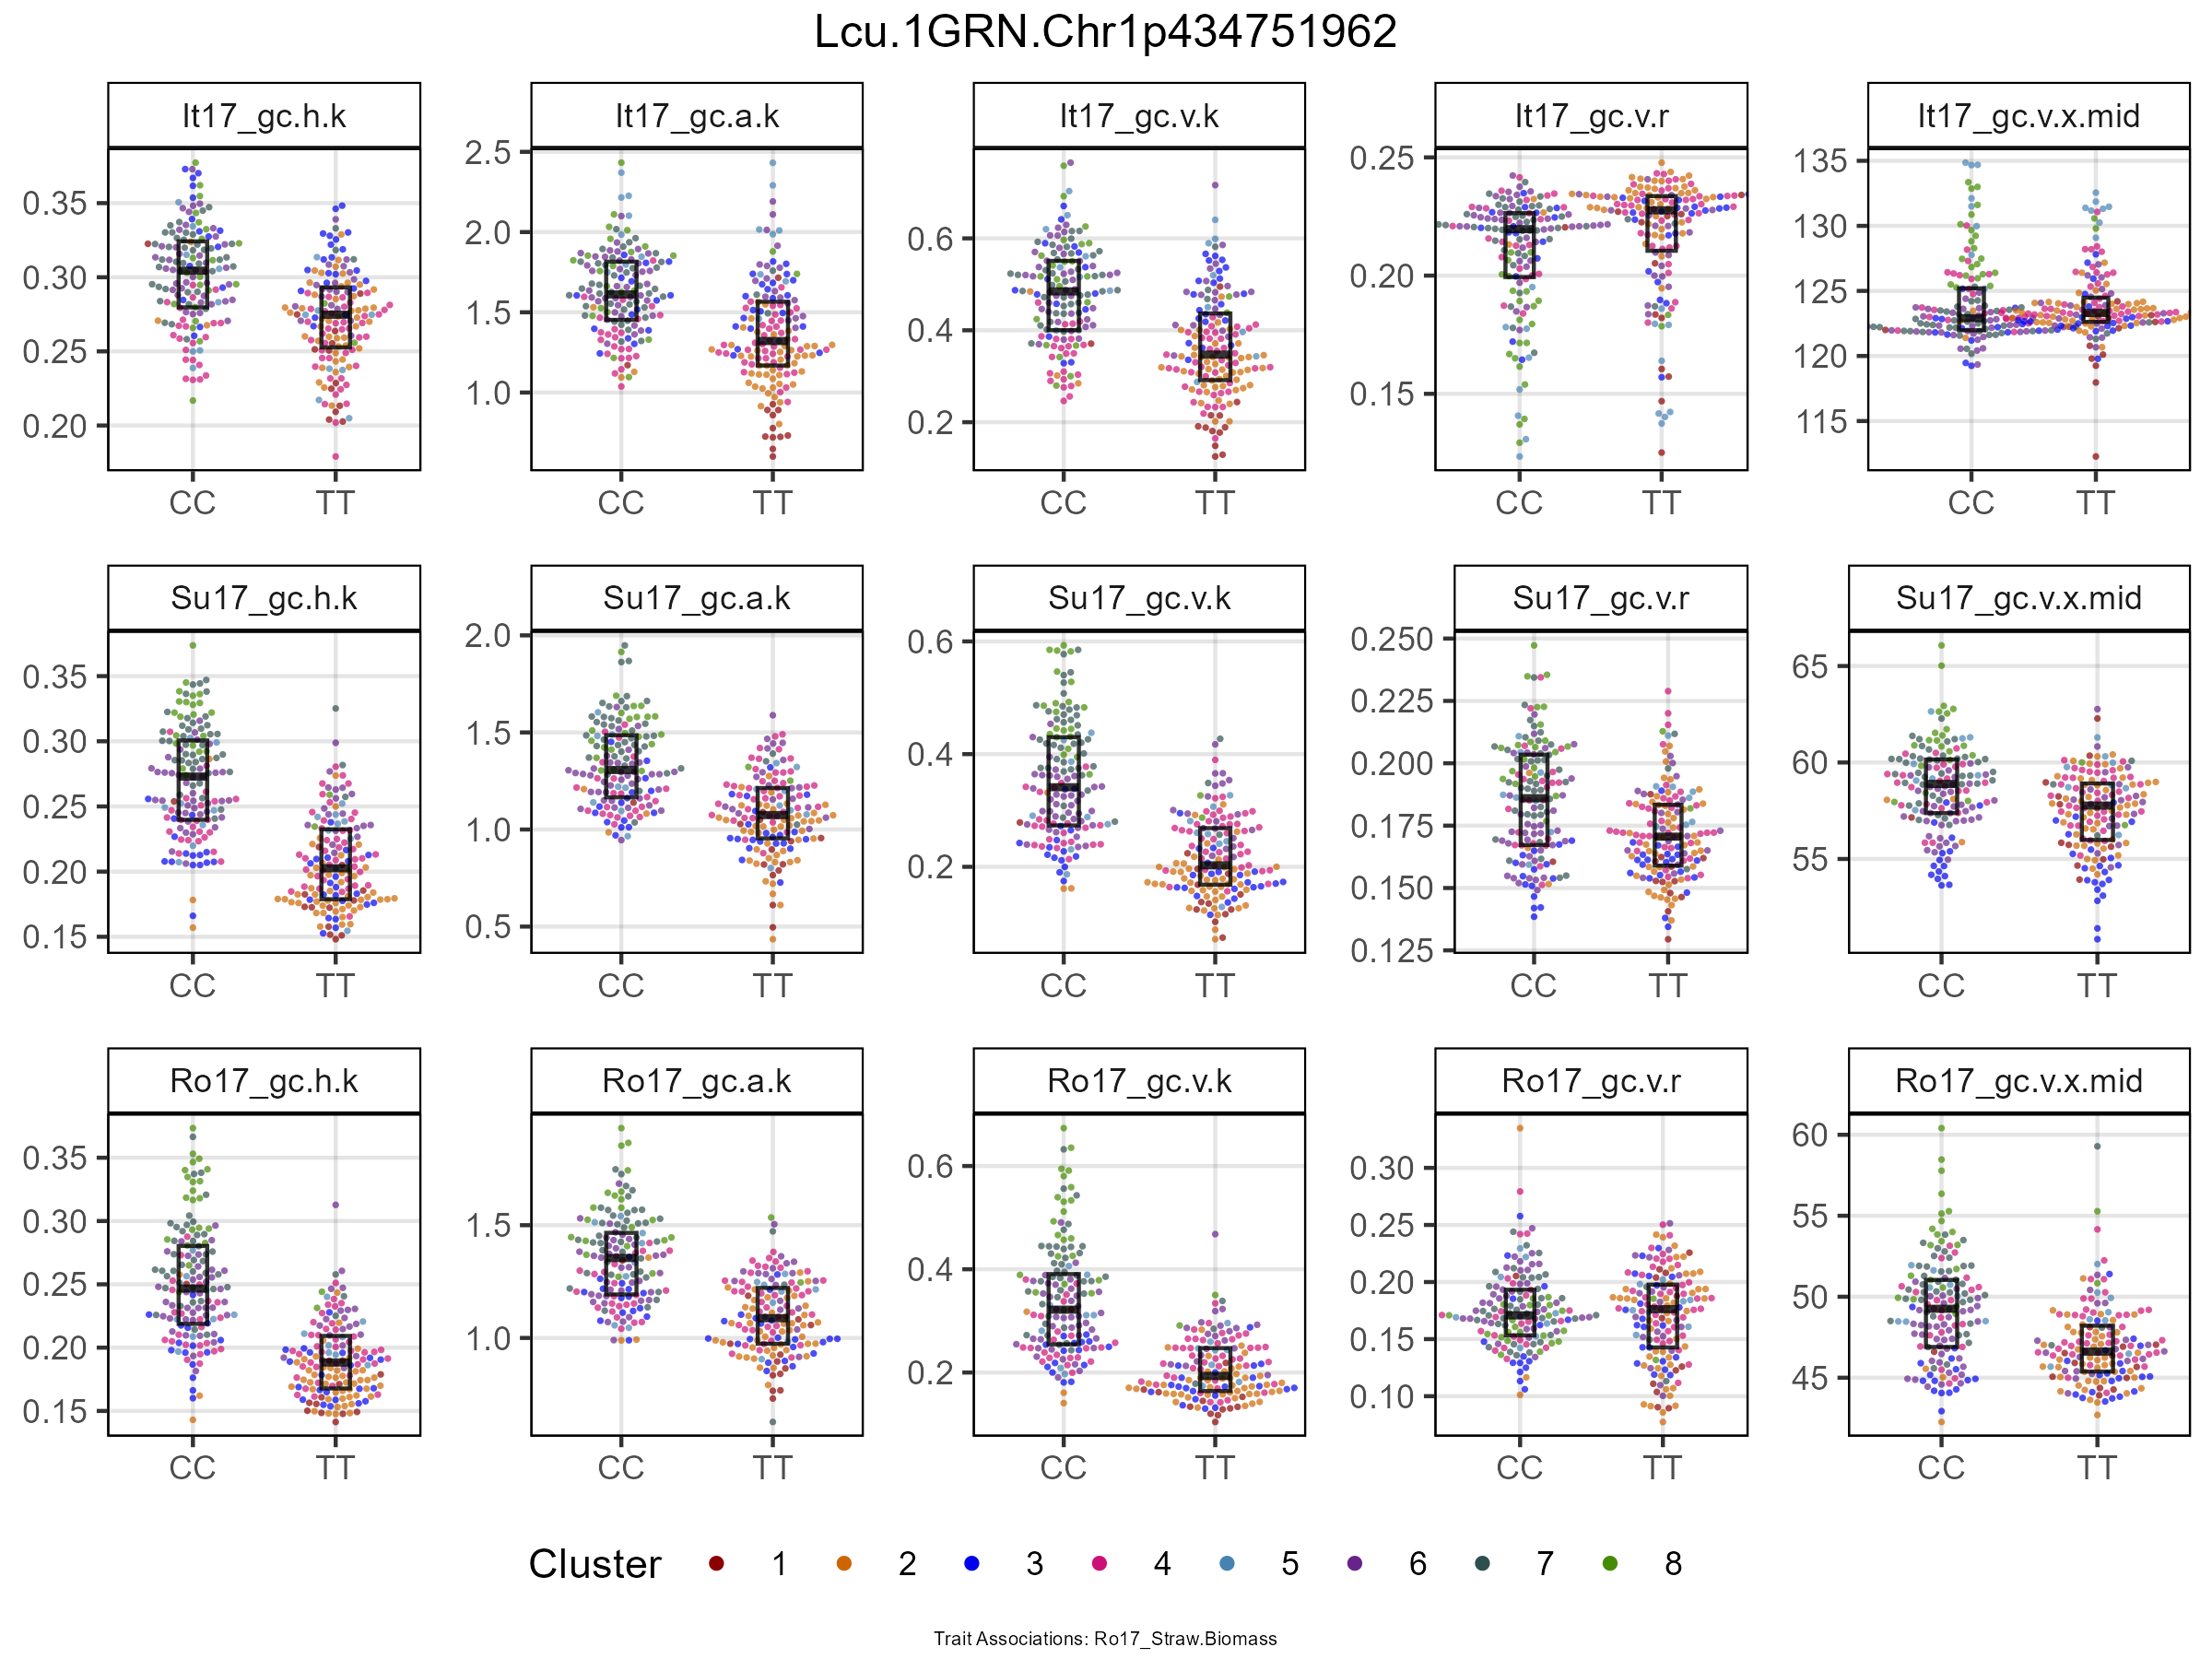 Lcu.1GRN.Chr1p434751962
It17_gc.h.k It17_gc.a.k It17_gc.v.k It17_gc.v.r It17_gc.v.x.mid
0.35 0.30 0.25 0.20
2.5 2.0 1.5 1.0
0.6 0.4 0.2
0.25 0.20 0.15
135 130 125 120 115
CC TT CC TT CC TT CC TT CC TT
Su17_gc.h.k Su17_gc.a.k Su17_gc.v.k Su17_gc.v.r Su17_gc.v.x.mid
0.35 0.30 0.25 0.20 0.15
2.0 1.5 1.0 0.5
0.6 0.4 0.2
0.250 0.225 0.200 0.175 0.150 0.125
65 60 55
CC TT CC TT CC TT CC TT CC TT
Ro17_gc.h.k Ro17_gc.a.k Ro17_gc.v.k Ro17_gc.v.r Ro17_gc.v.x.mid
0.35 0.30 0.25 0.20 0.15
1.5 1.0
0.6 0.4 0.2
0.30 0.25 0.20 0.15 0.10
60 55 50 45
CC TT CC TT CC TT CC TT CC TT
Cluster 1 2 3 4 5 6 7 8
Trait Associations: Ro17_Straw.Biomass